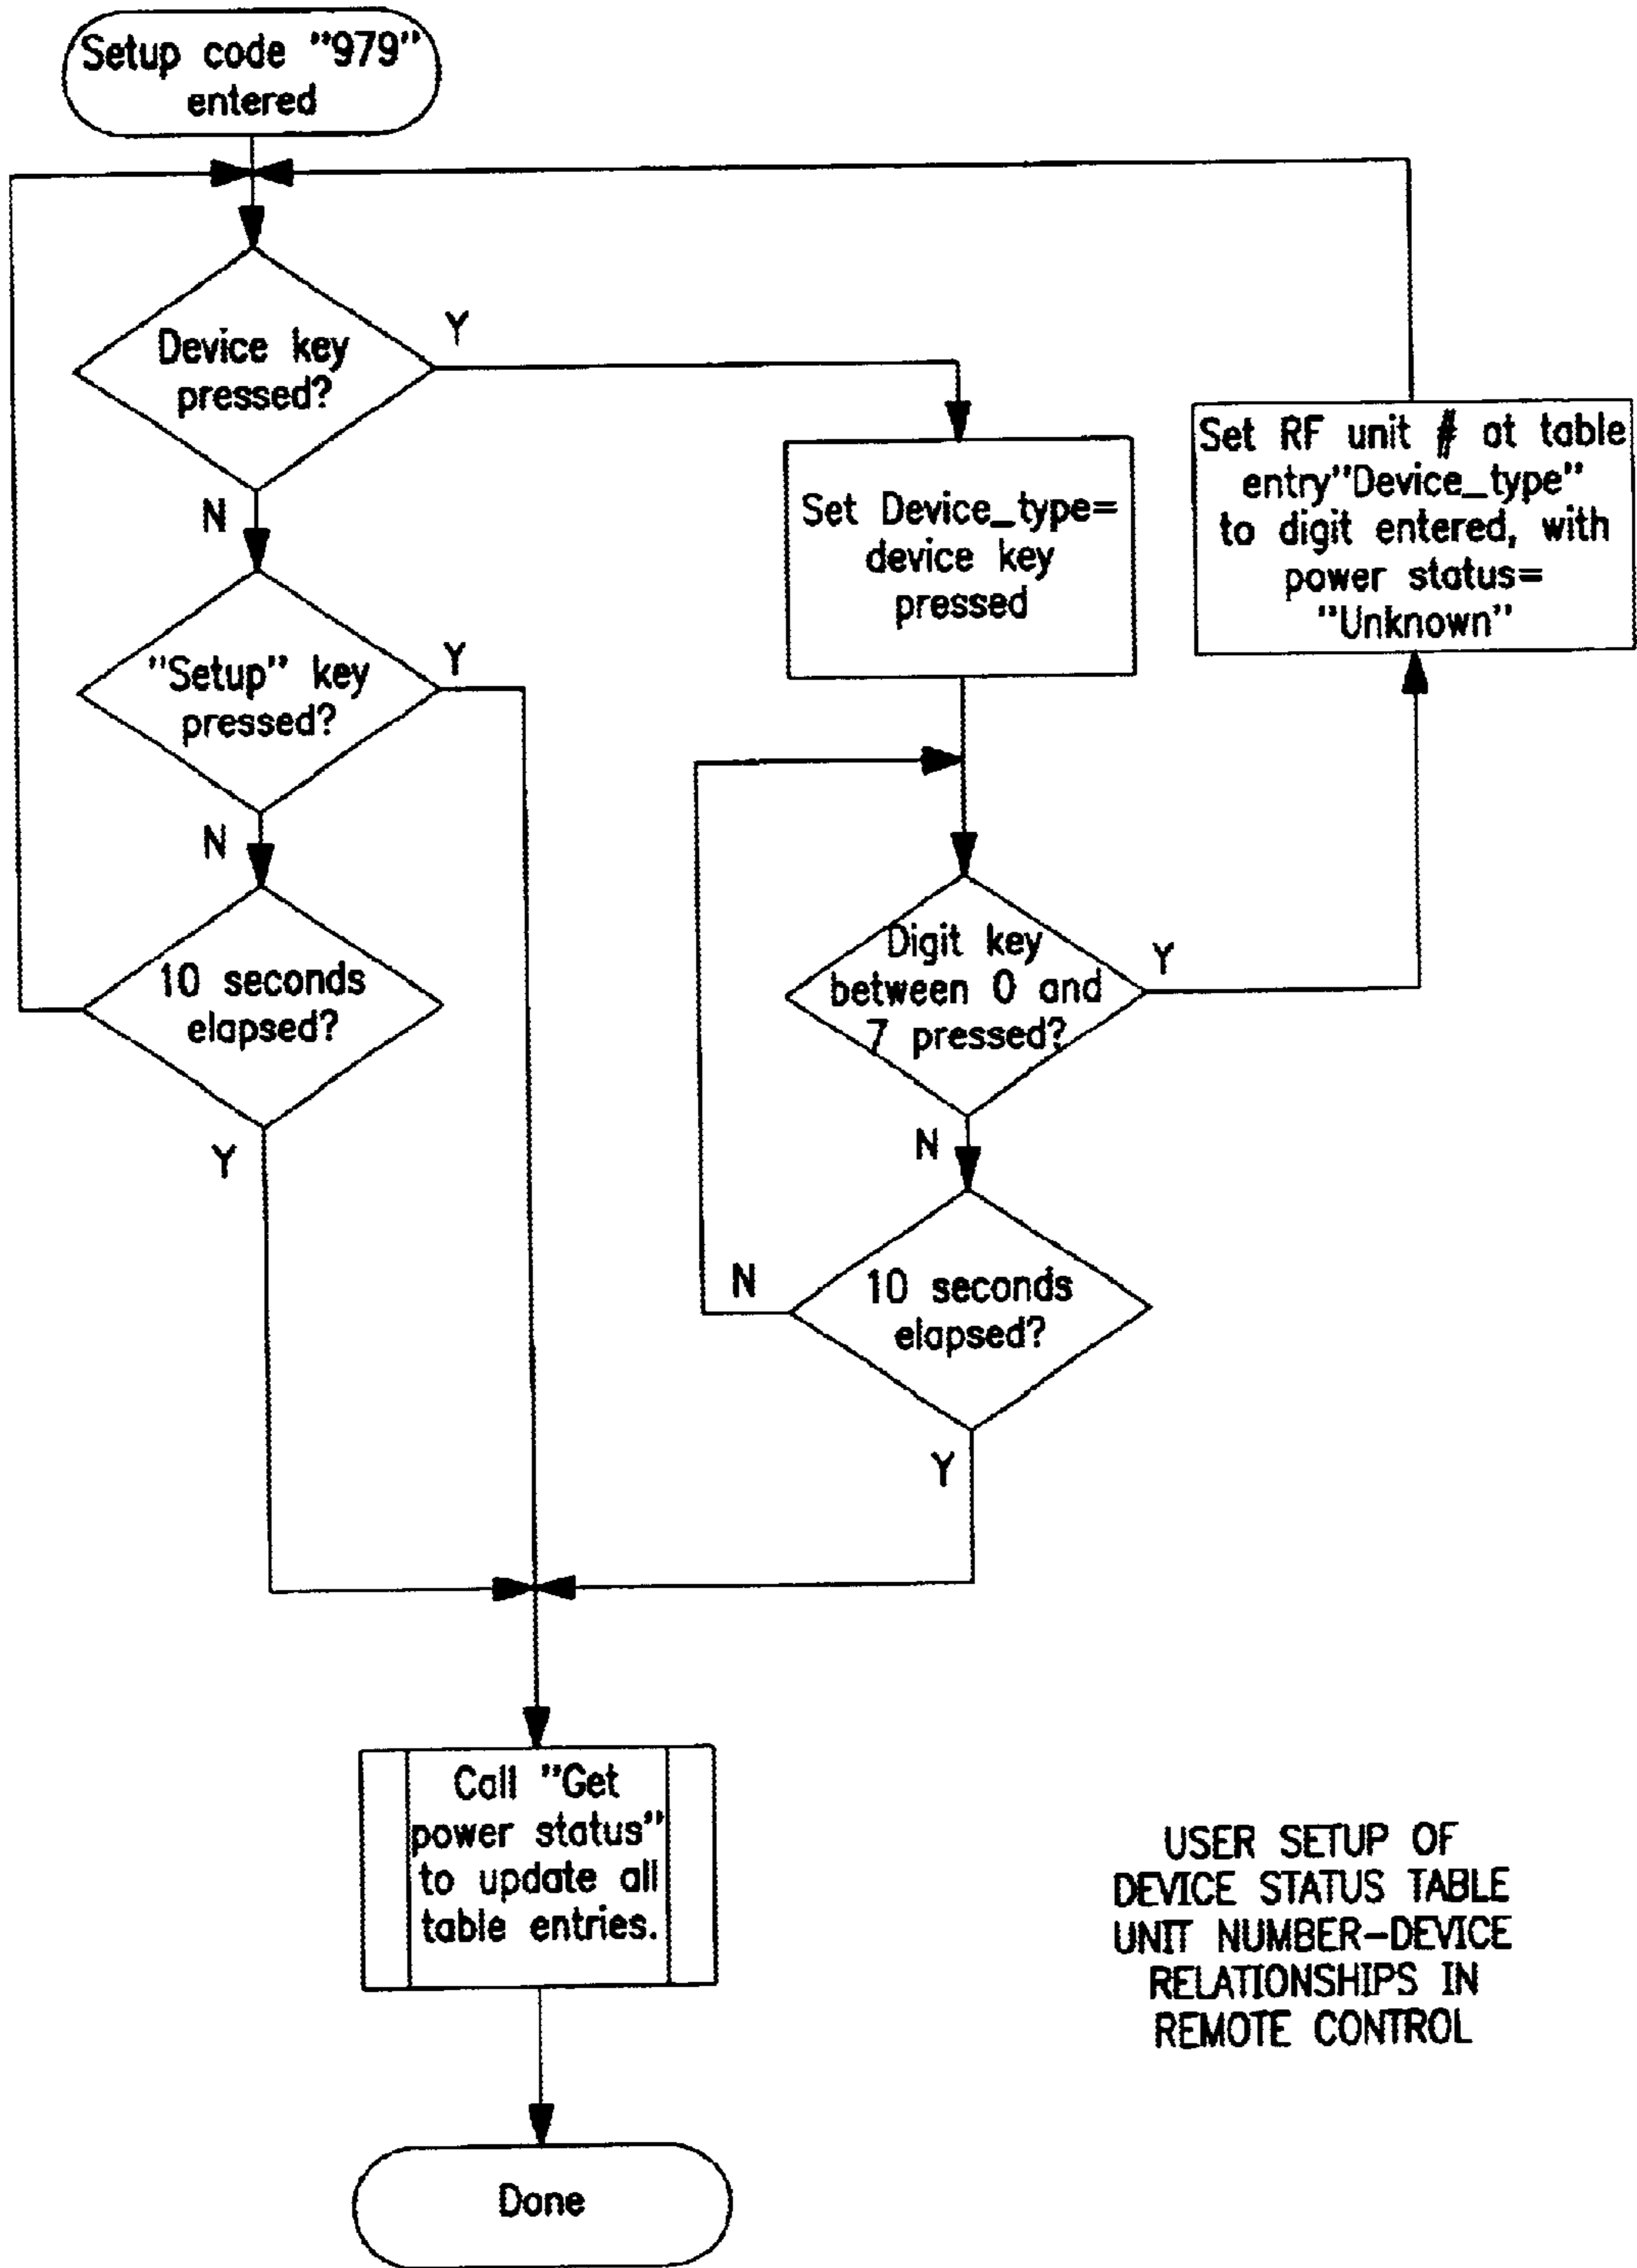 Setup code "979"
entered
Device key
pressed?
Y
N
"Setup" key
pressed?
Y
N
10 seconds
elapsed?
Y
Set Device_type=
device key
pressed
Set RF unit # at table
entry"Device_type"
to digit entered, with
power status=
"Unknown"
Digit key
between 0 and
7 pressed?
Y
N
10 seconds
elapsed?
N
Y
Call "Get
power status"
to update all
table entries.
Done
USER SETUP OF
DEVICE STATUS TABLE
UNIT NUMBER-DEVICE
RELATIONSHIPS IN
REMOTE CONTROL